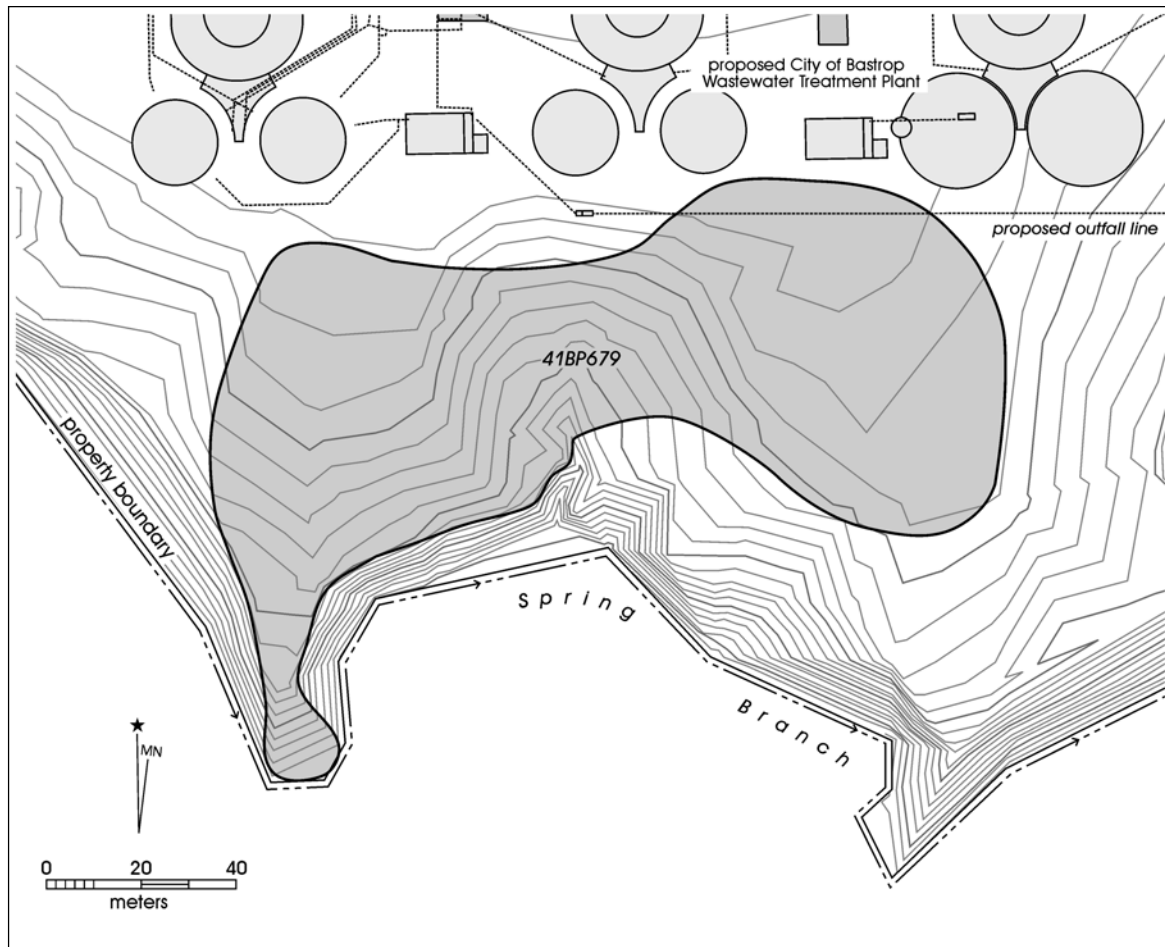 proposed City of Bastrop
Wastewater Treatment Plant
proposed outfall line
41BP679
property boundary
Spring
Branch
MN
0 20 40
meters